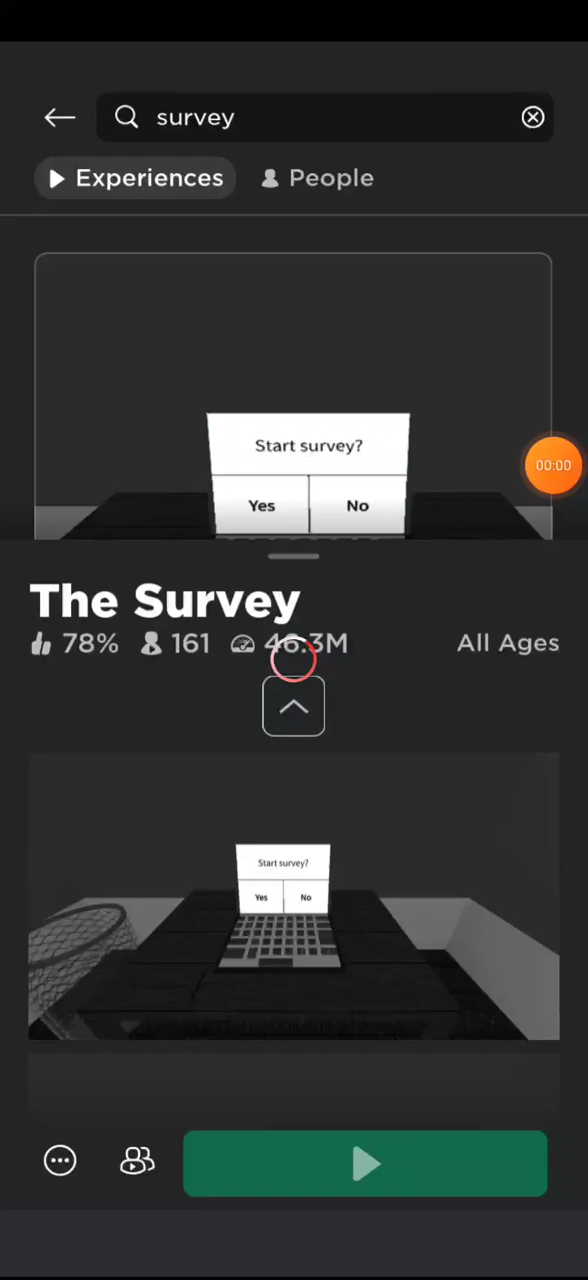 survey
Experiences
People
Start survey?
Yes No
00:00
The Survey
78% 161 46.3M All Ages
Start survey?
Yes No